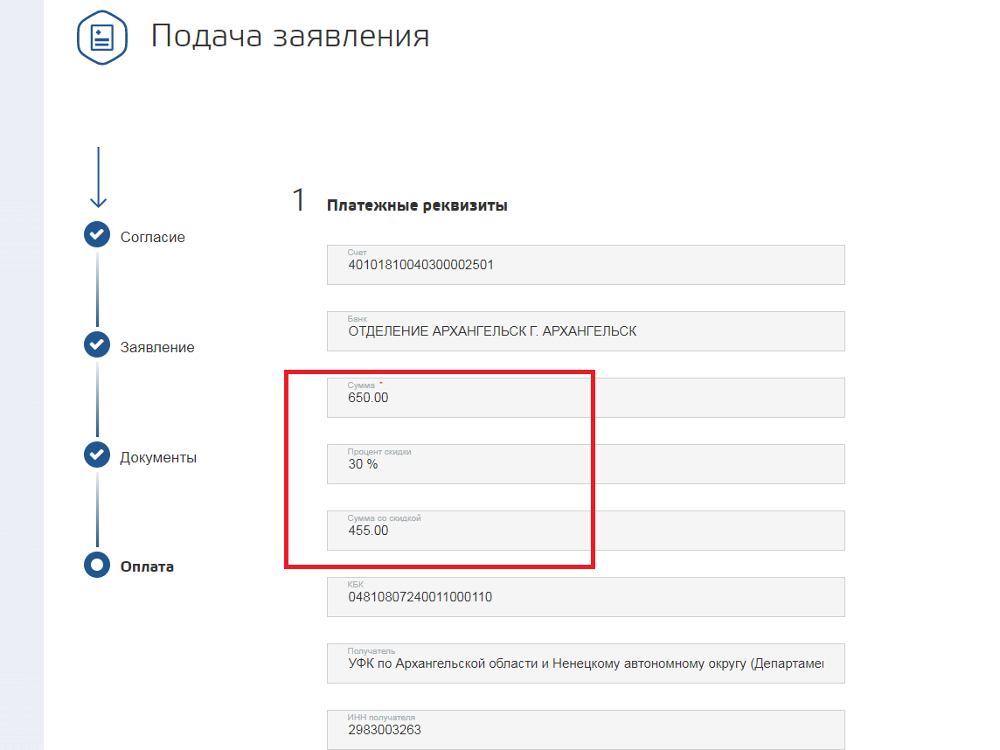 Подача заявления
Согласие
Заявление
Документы
Оплата
1 Платежные реквизиты
Счет
40101810040300002501
Банк
ОТДЕЛЕНИЕ АРХАНГЕЛЬСК Г. АРХАНГЕЛЬСК
Сумма *
650.00
Процент скидки
30 %
Сумма со скидкой
455.00
КБК
04810807240011000110
Получатель
УФК по Архангельской области и Ненецкому автономному округу (Департамен
ИНН получателя
2983003263